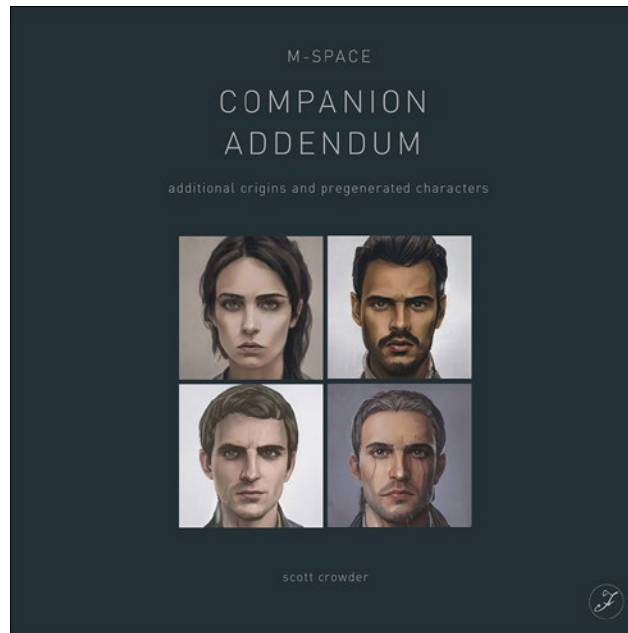 M-SPACE
COMPANION
ADDENDUM
additional origins and pregenerated characters
scott crowder